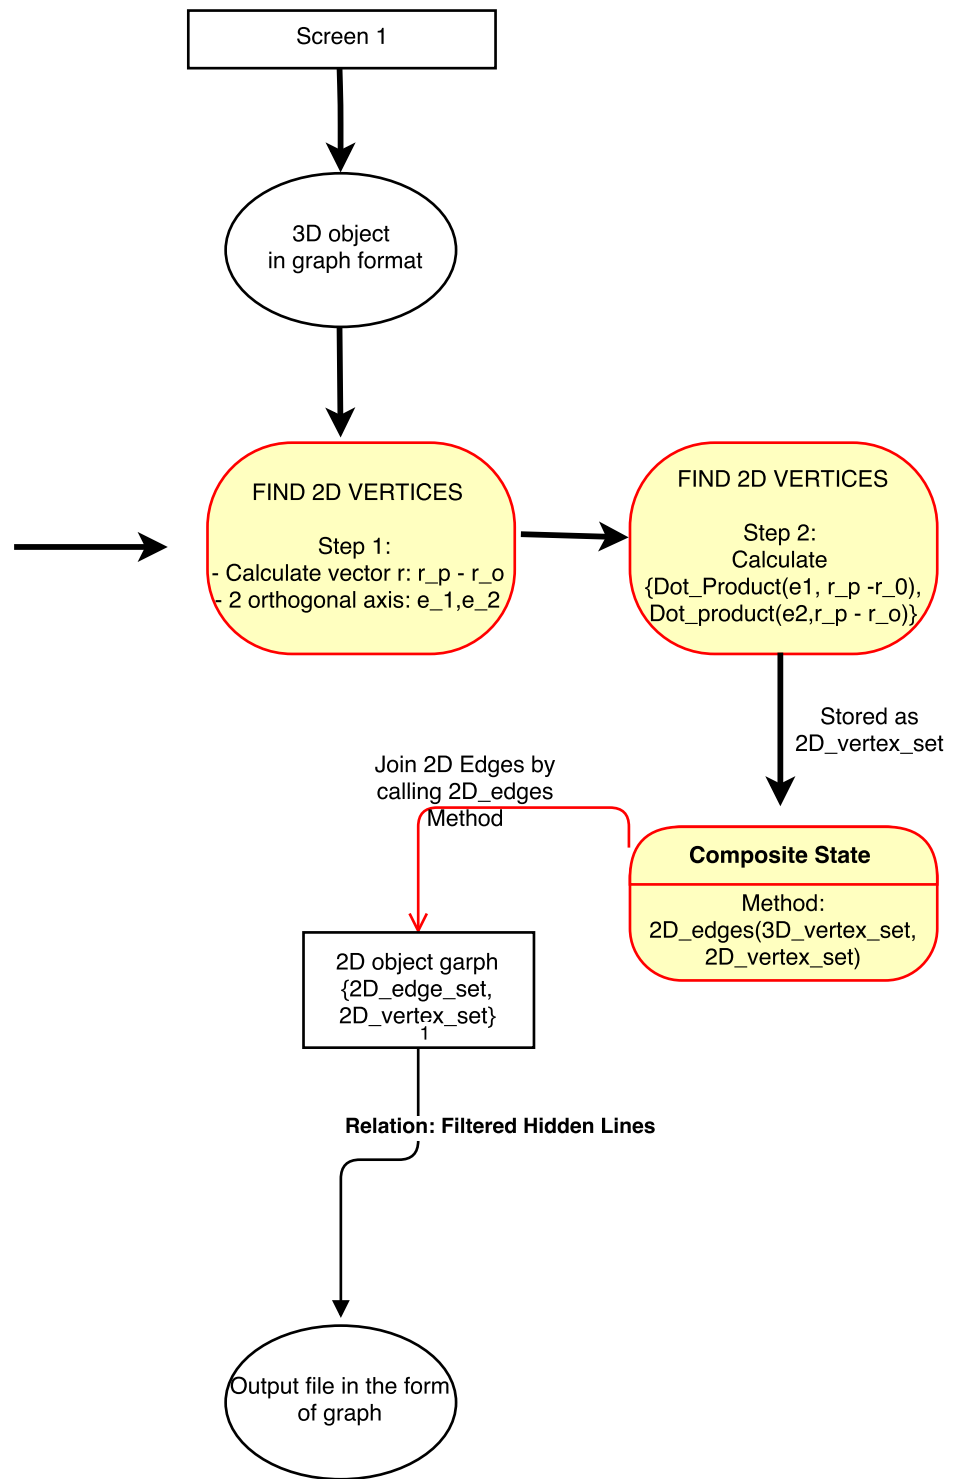 Screen 1
3D object
in graph format
FIND 2D VERTICES
Step 1:
- Calculate vector r: r_p - r_o
- 2 orthogonal axis: e_1,e_2
FIND 2D VERTICES
Step 2:
Calculate
{Dot_Product(e1, r_p -r_0),
Dot_product(e2,r_p - r_o)}
Stored as
2D_vertex_set
Join 2D Edges by
calling 2D_edges
Method
Composite State
Method:
2D_edges(3D_vertex_set,
2D_vertex_set)
2D object garph
{2D_edge_set,
2D_vertex_set}
1
Relation: Filtered Hidden Lines
Output file in the form
of graph